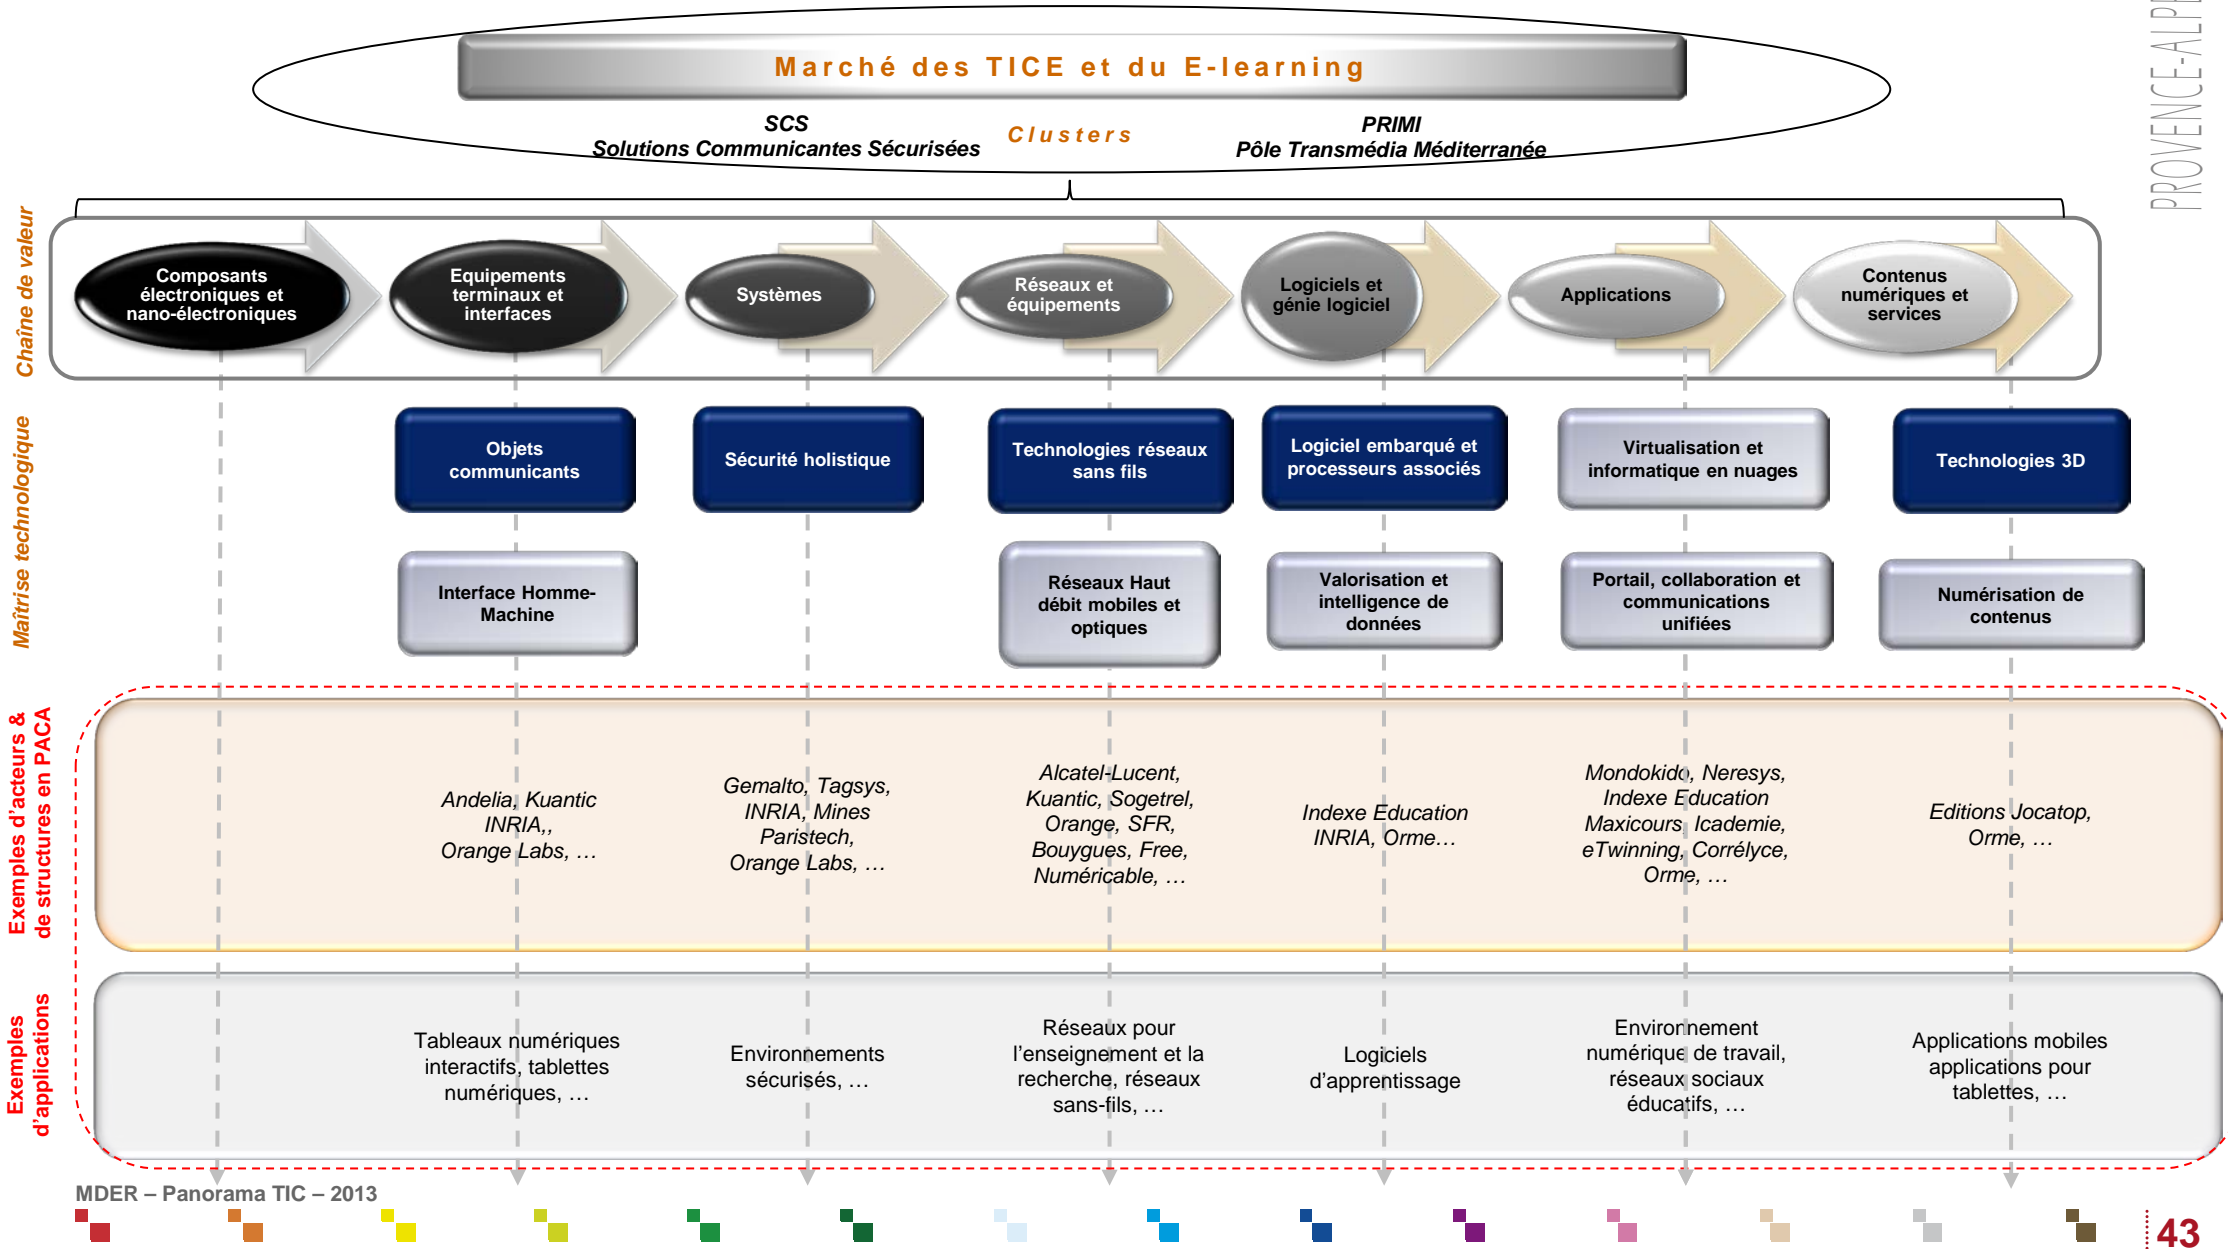 Marché des TICE et du E-learning
SCS
Solutions Communicantes Sécurisées
Clusters
PRIMI
Pôle Transmédia Méditerranée
PROVENCE-ALP
Chaîne de valeur
Composants
électroniques et
nano-électroniques
Equipements
terminaux et
interfaces
Systèmes
Réseaux et
équipements
Logiciels et
génie logiciel
Applications
Contenus
numériques et
services
Maîtrise technologique
Objets
communicants
Sécurité holistique
Technologies réseaux
sans fils
Logiciel embarqué et
processeurs associés
Virtualisation et
informatique en nuages
Technologies 3D
Interface Homme-
Machine
Réseaux Haut
débit mobiles et
optiques
Valorisation et
intelligence de
données
Portail, collaboration et
communications
unifiées
Numérisation de
contenus
Exemples d'acteurs &
de structures en PACA
Andelia, Kuantic
INRIA,,
Orange Labs, …
Gemalto, Tagsys,
INRIA, Mines
Paristech,
Orange Labs, …
Alcatel-Lucent,
Kuantic, Sogetrel,
Orange, SFR,
Bouygues, Free,
Numéricable, …
Indexe Education
INRIA, Orme…
Mondokido, Neresys,
Indexe Education
Maxicours, Icademie,
eTwinning, Corrélyce,
Orme, …
Editions Jocatop,
Orme, …
Exemples
d'applications
Tableaux numériques
interactifs, tablettes
numériques, …
Environnements
sécurisés, …
Réseaux pour
l'enseignement et la
recherche, réseaux
sans-fils, …
Logiciels
d'apprentissage
Environnement
numérique de travail,
réseaux sociaux
éducatifs, …
Applications mobiles
applications pour
tablettes, …
MDER – Panorama TIC – 2013
43